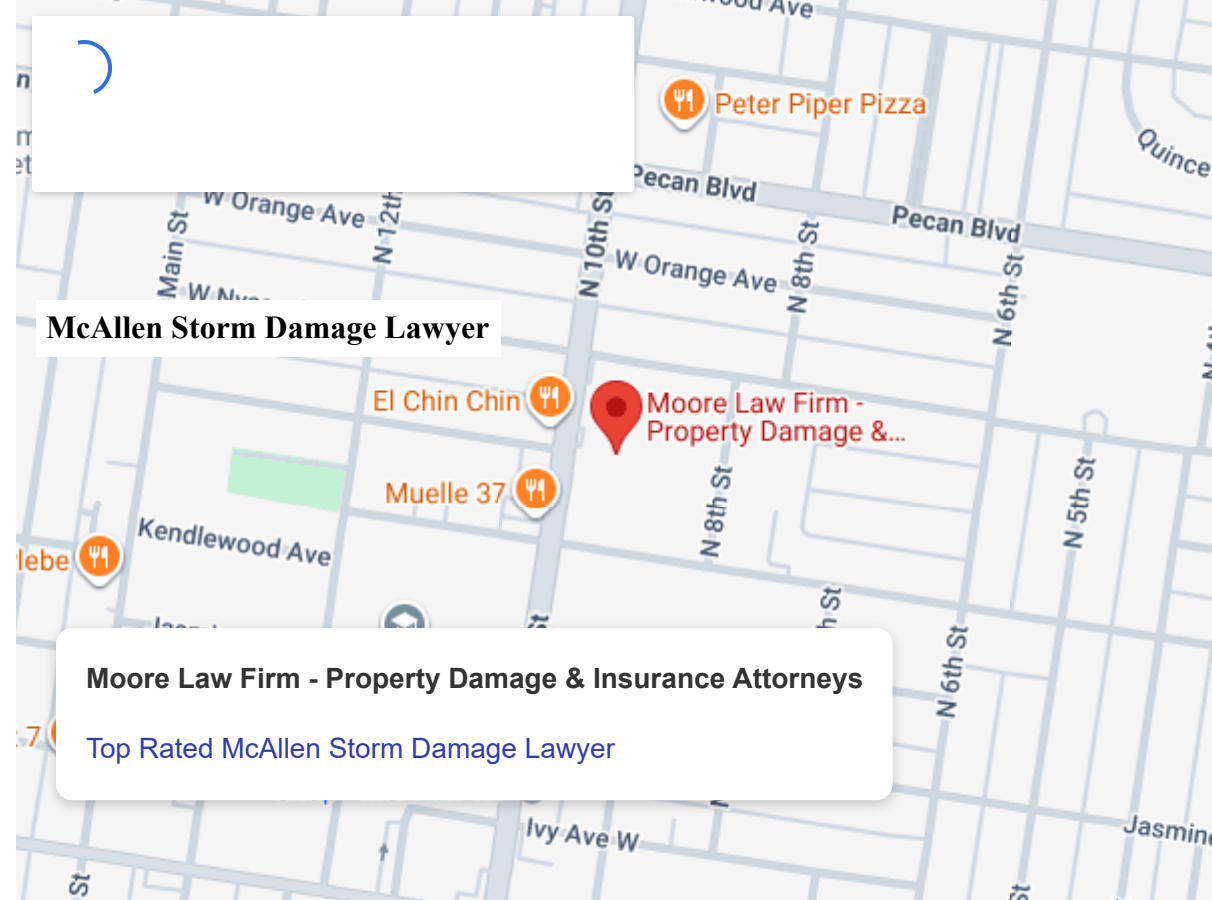 Peter Piper Pizza
Quince
Pecan Blvd
Pecan Blvd
W Orange Ave
N 12th
Main St
N 10th St
W Orange Ave
N 8th St
N 6th St
McAllen Storm Damage Lawyer
El Chin Chin
Moore Law Firm -
Property Damage &...
Muelle 37
N 8th St
N 5th St
Kendlewood Ave
N 6th St
Moore Law Firm - Property Damage & Insurance Attorneys
Top Rated McAllen Storm Damage Lawyer
Ivy Ave W
Jasmine
St